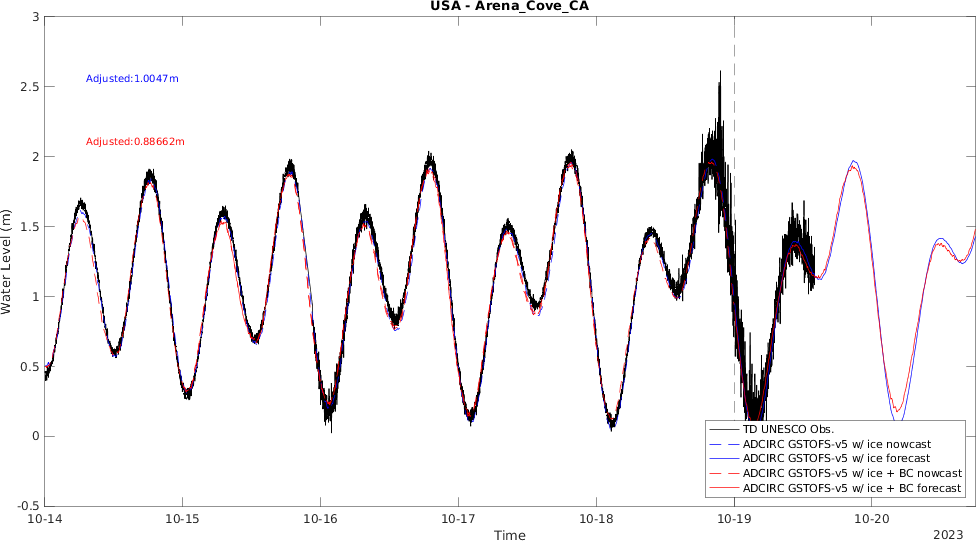 USA - Arena_Cove_CA
3
2.5
2
1.5
1
0.5
0
-0.5
Water Level (m)
Adjusted:1.0047m
Adjusted:0.88662m
TD UNESCO Obs.
ADCIRC GSTOFS-v5 w/ ice nowcast
ADCIRC GSTOFS-v5 w/ ice forecast
ADCIRC GSTOFS-v5 w/ ice + BC nowcast
ADCIRC GSTOFS-v5 w/ ice + BC forecast
10-14 10-15 10-16 10-17 10-18 10-19 10-20
Time
2023